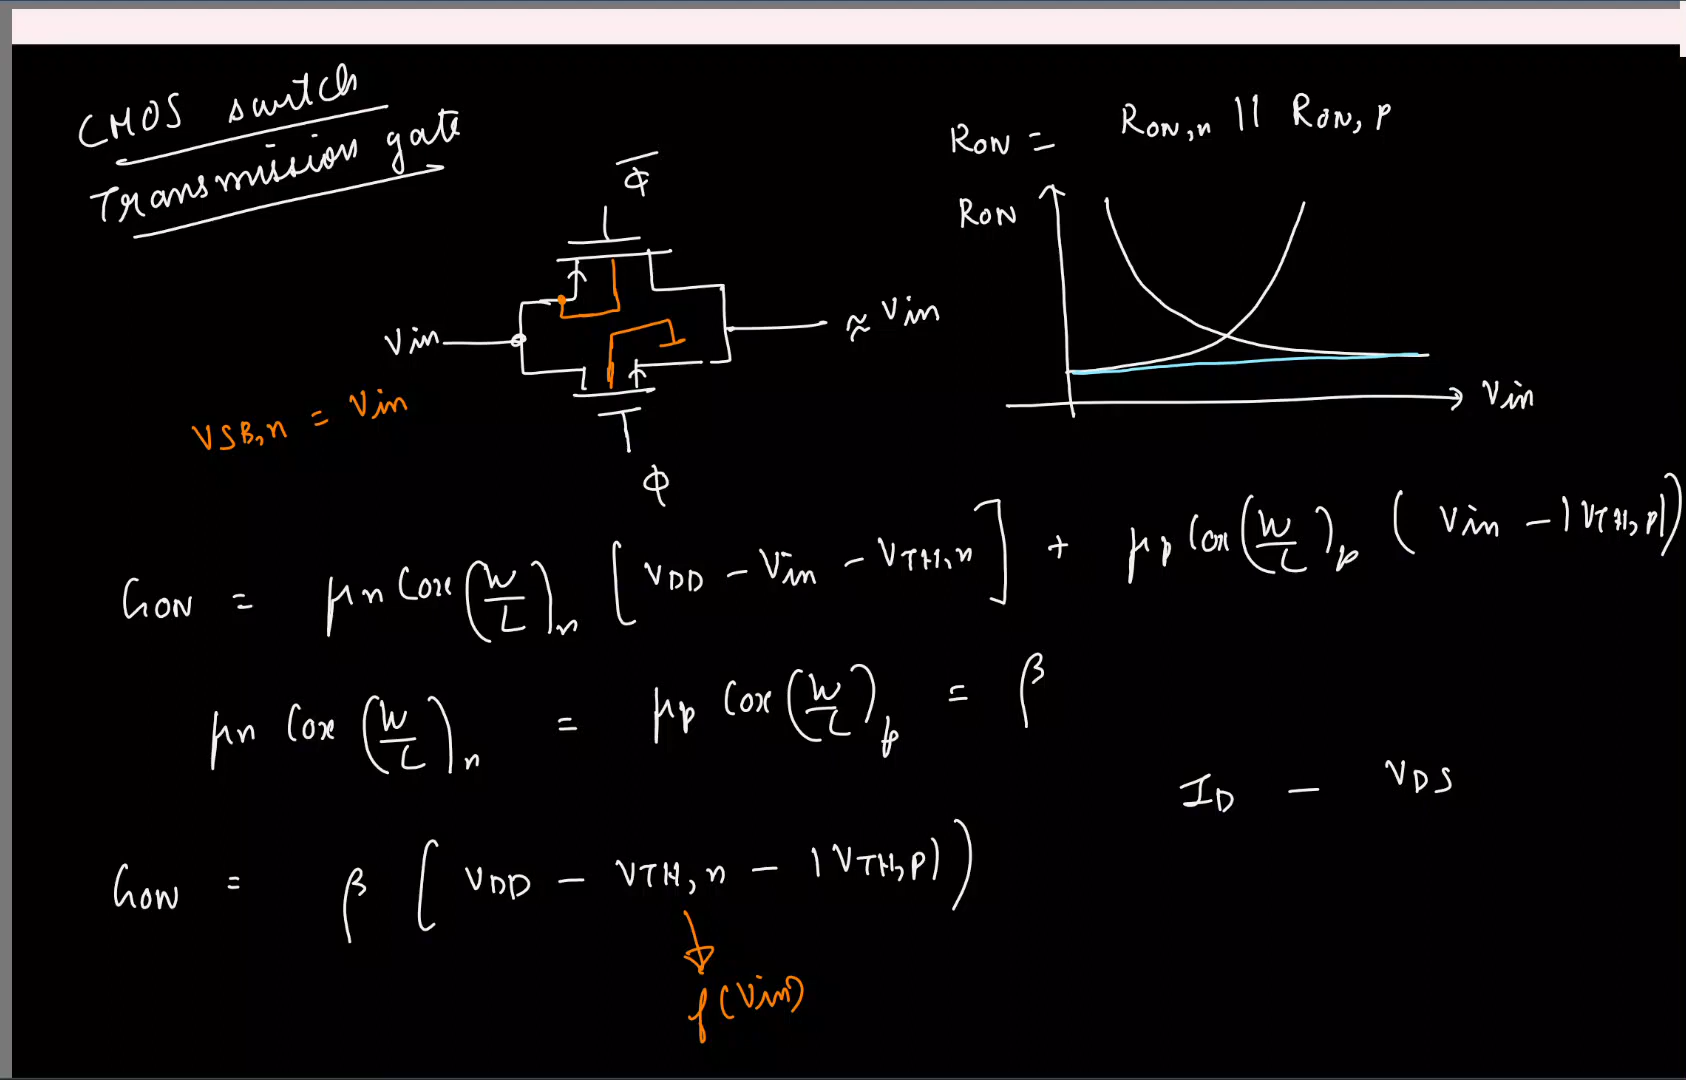 CMOS switch
Transmission gate
RON = RON,n || RON,p
RON
Vin
Φ̅
Vin
≈ Vin
Φ
VSB,n = Vin
GON = μn Cox (W/L)n [VDD - Vin - VTH,n] + μp Cox (W/L)p (Vin - |VTH,p|)
μn Cox (W/L)n = μp Cox (W/L)p = β
ID - VDS
GON = β [VDD - VTH,n - |VTH,p|)
f(Vin)